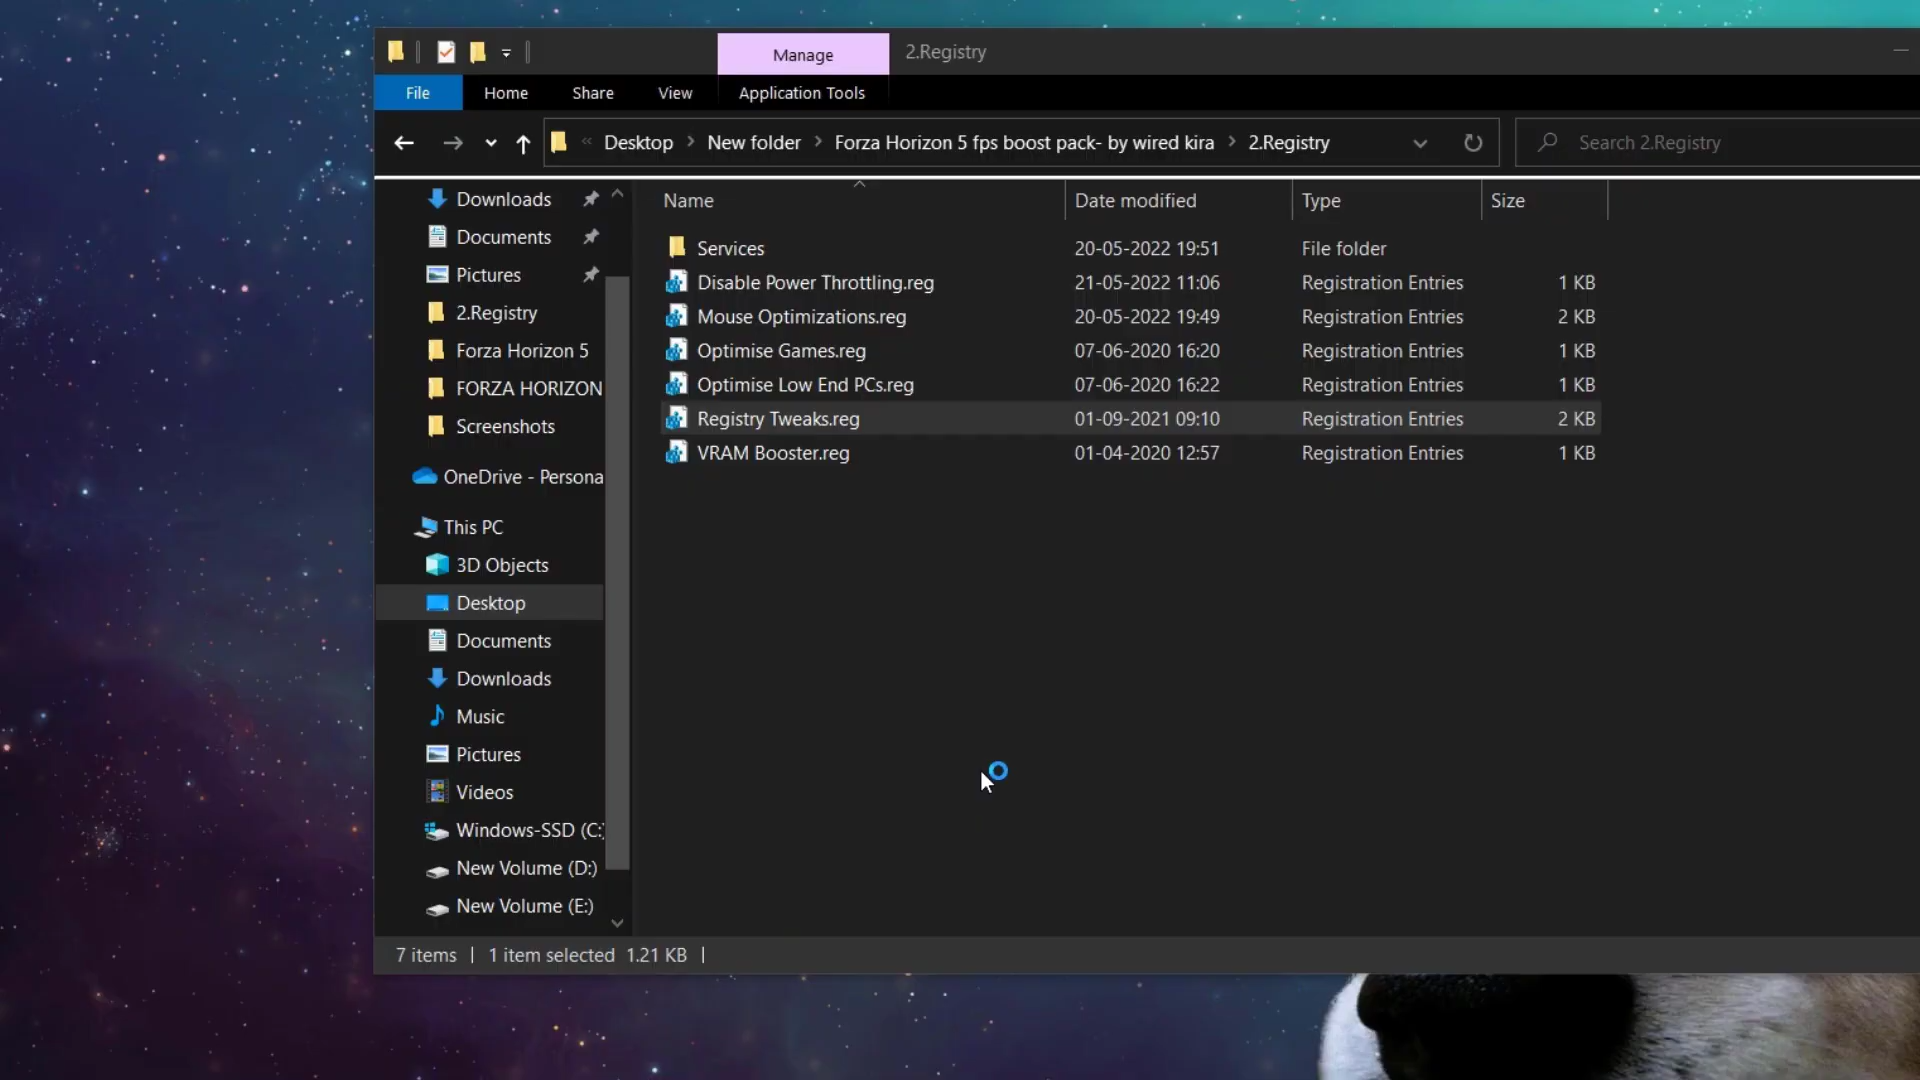 Manage
2.Registry
File
Home
Share
View
Application Tools
« Desktop > New folder > Forza Horizon 5 fps boost pack- by wired kira > 2.Registry
Search 2.Registry
Downloads
Documents
Pictures
2.Registry
Forza Horizon 5
FORZA HORIZON
Screenshots
OneDrive - Persona
This PC
3D Objects
Desktop
Documents
Downloads
Music
Pictures
Videos
Windows-SSD (C:)
New Volume (D:)
New Volume (E:)
Name Date modified Type Size
Services 20-05-2022 19:51 File folder
Disable Power Throttling.reg 21-05-2022 11:06 Registration Entries 1 KB
Mouse Optimizations.reg 20-05-2022 19:49 Registration Entries 2 KB
Optimise Games.reg 07-06-2020 16:20 Registration Entries 1 KB
Optimise Low End PCs.reg 07-06-2020 16:22 Registration Entries 1 KB
Registry Tweaks.reg 01-09-2021 09:10 Registration Entries 2 KB
VRAM Booster.reg 01-04-2020 12:57 Registration Entries 1 KB
7 items | 1 item selected 1.21 KB |